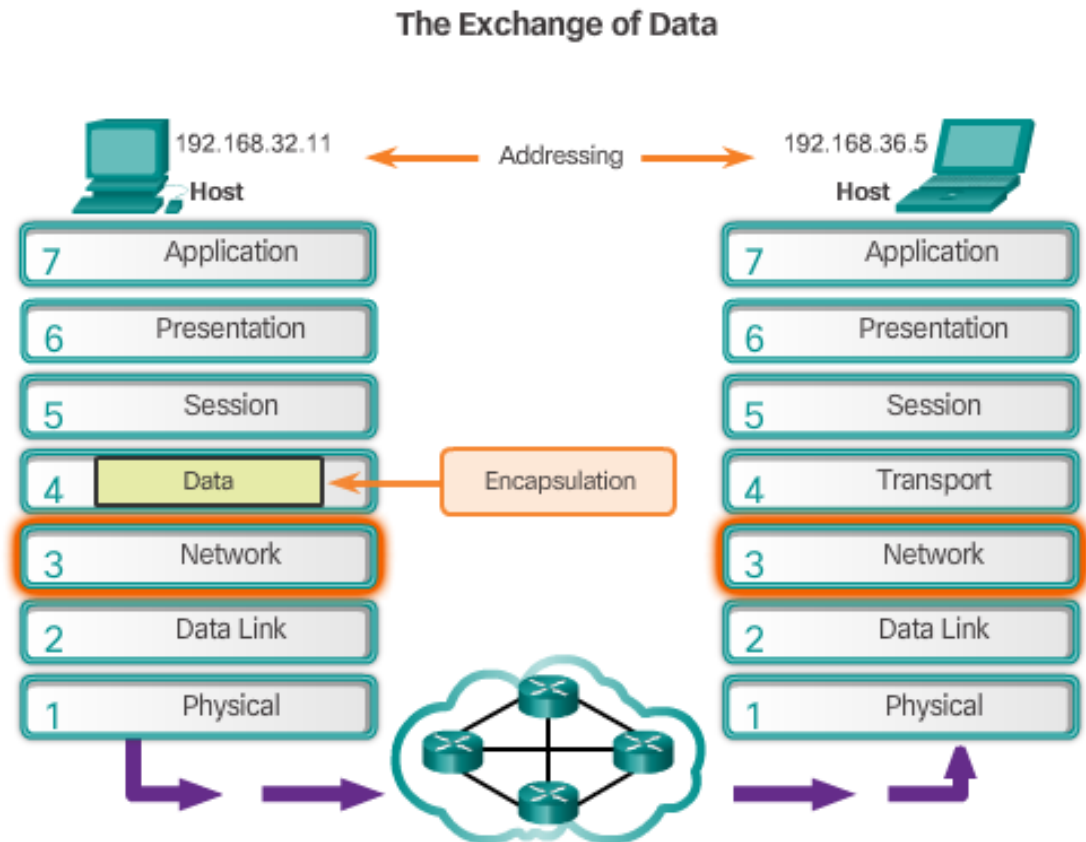 The Exchange of Data
192.168.32.11
Addressing
192.168.36.5
Host
Host
7 Application
7 Application
6 Presentation
6 Presentation
5 Session
5 Session
4 Data
Encapsulation
4 Transport
3 Network
3 Network
2 Data Link
2 Data Link
1 Physical
1 Physical